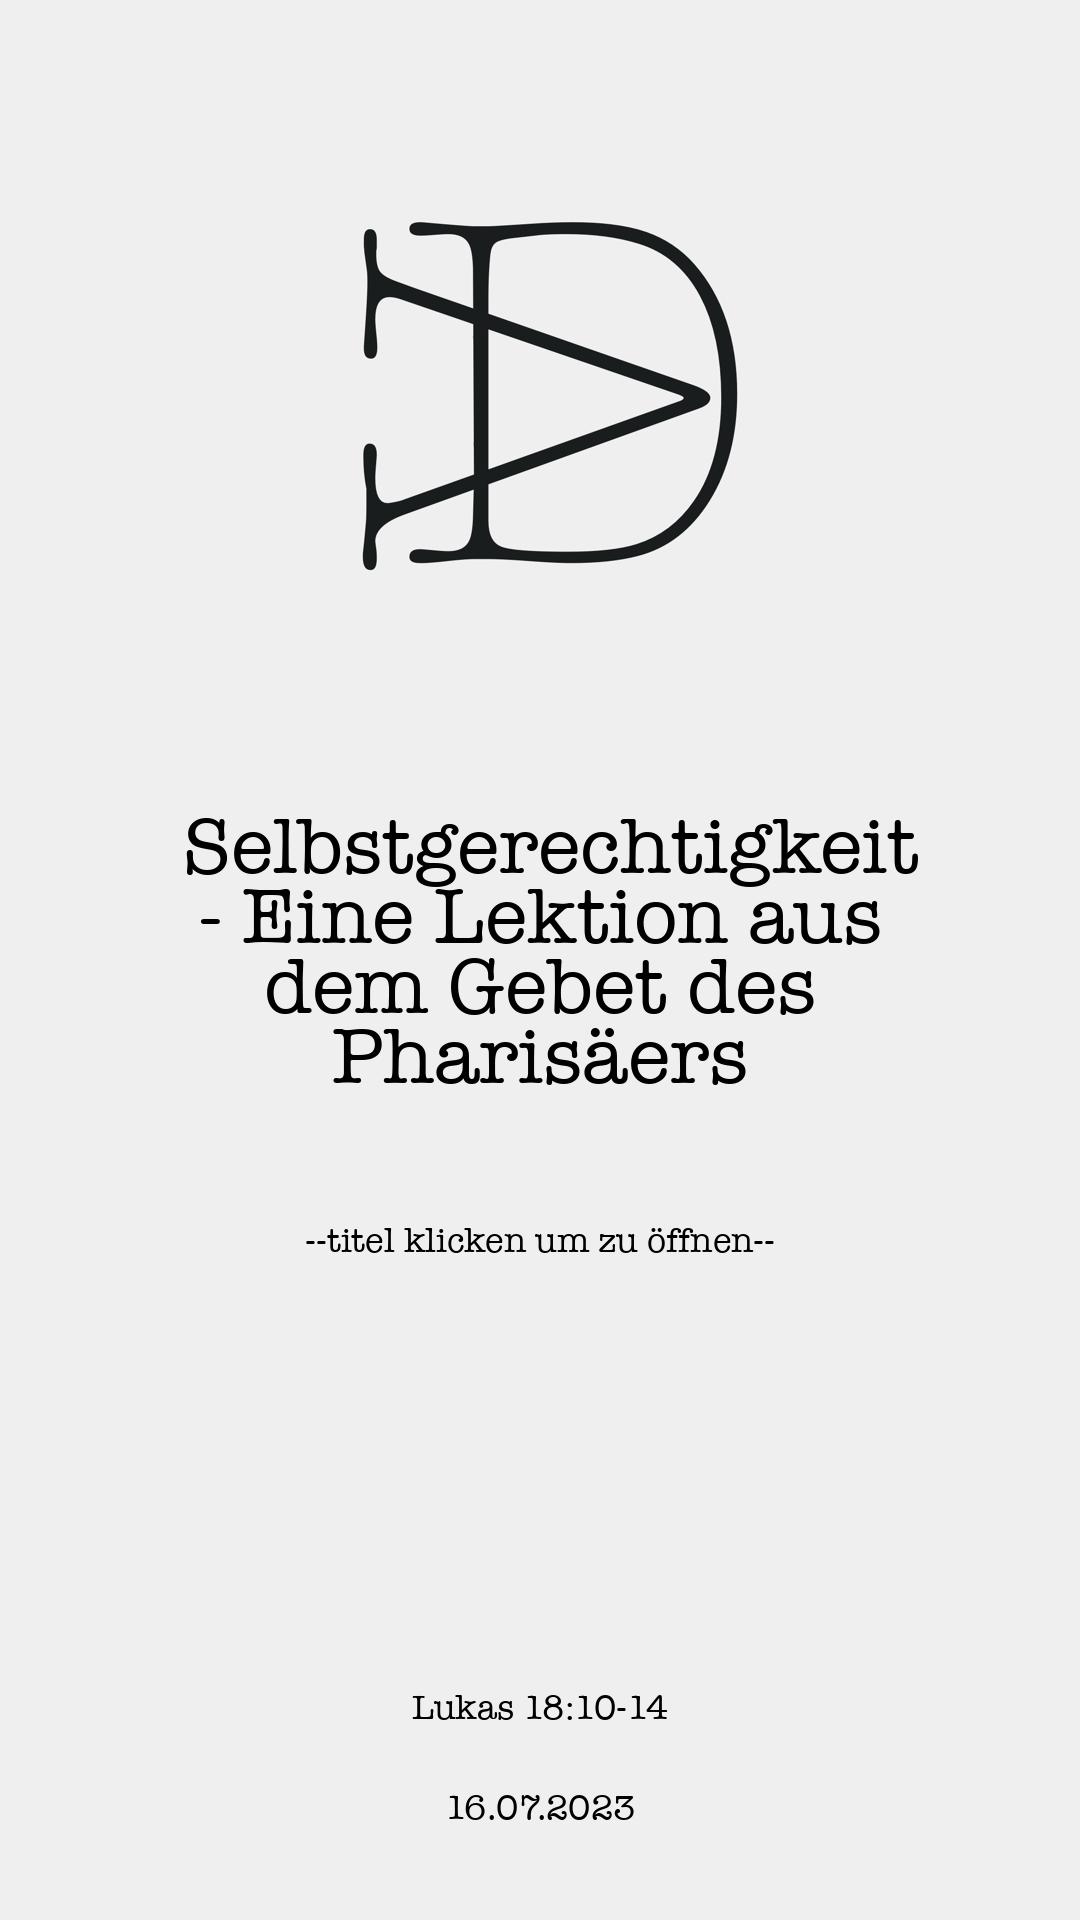 Selbstgerechtigkeit
- Eine Lektion aus
dem Gebet des
Pharisäers
--titel klicken um zu öffnen--
Lukas 18:10-14
16.07.2023